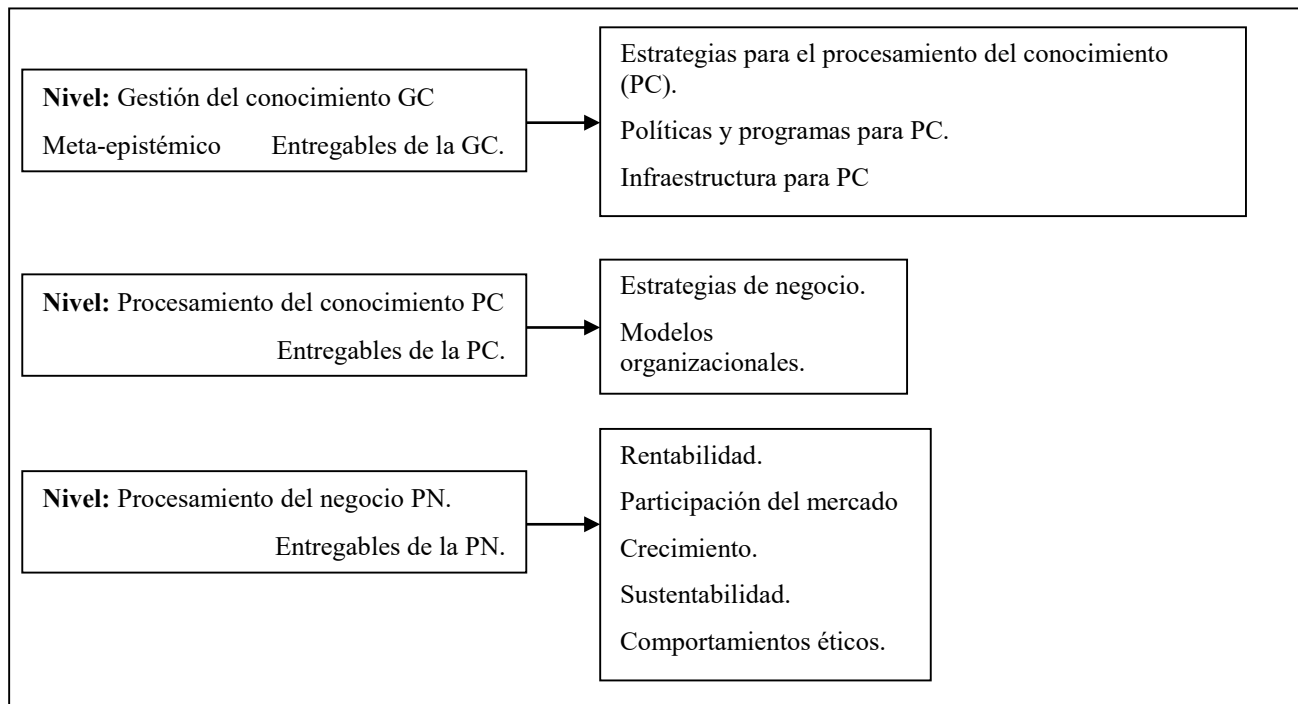 Nivel: Gestión del conocimiento GC
Meta-epistémico Entregables de la GC.
Estrategias para el procesamiento del conocimiento
(PC).
Políticas y programas para PC.
Infraestructura para PC
Nivel: Procesamiento del conocimiento PC
Entregables de la PC.
Estrategias de negocio.
Modelos
organizacionales.
Nivel: Procesamiento del negocio PN.
Entregables de la PN.
Rentabilidad.
Participación del mercado
Crecimiento.
Sustentabilidad.
Comportamientos éticos.